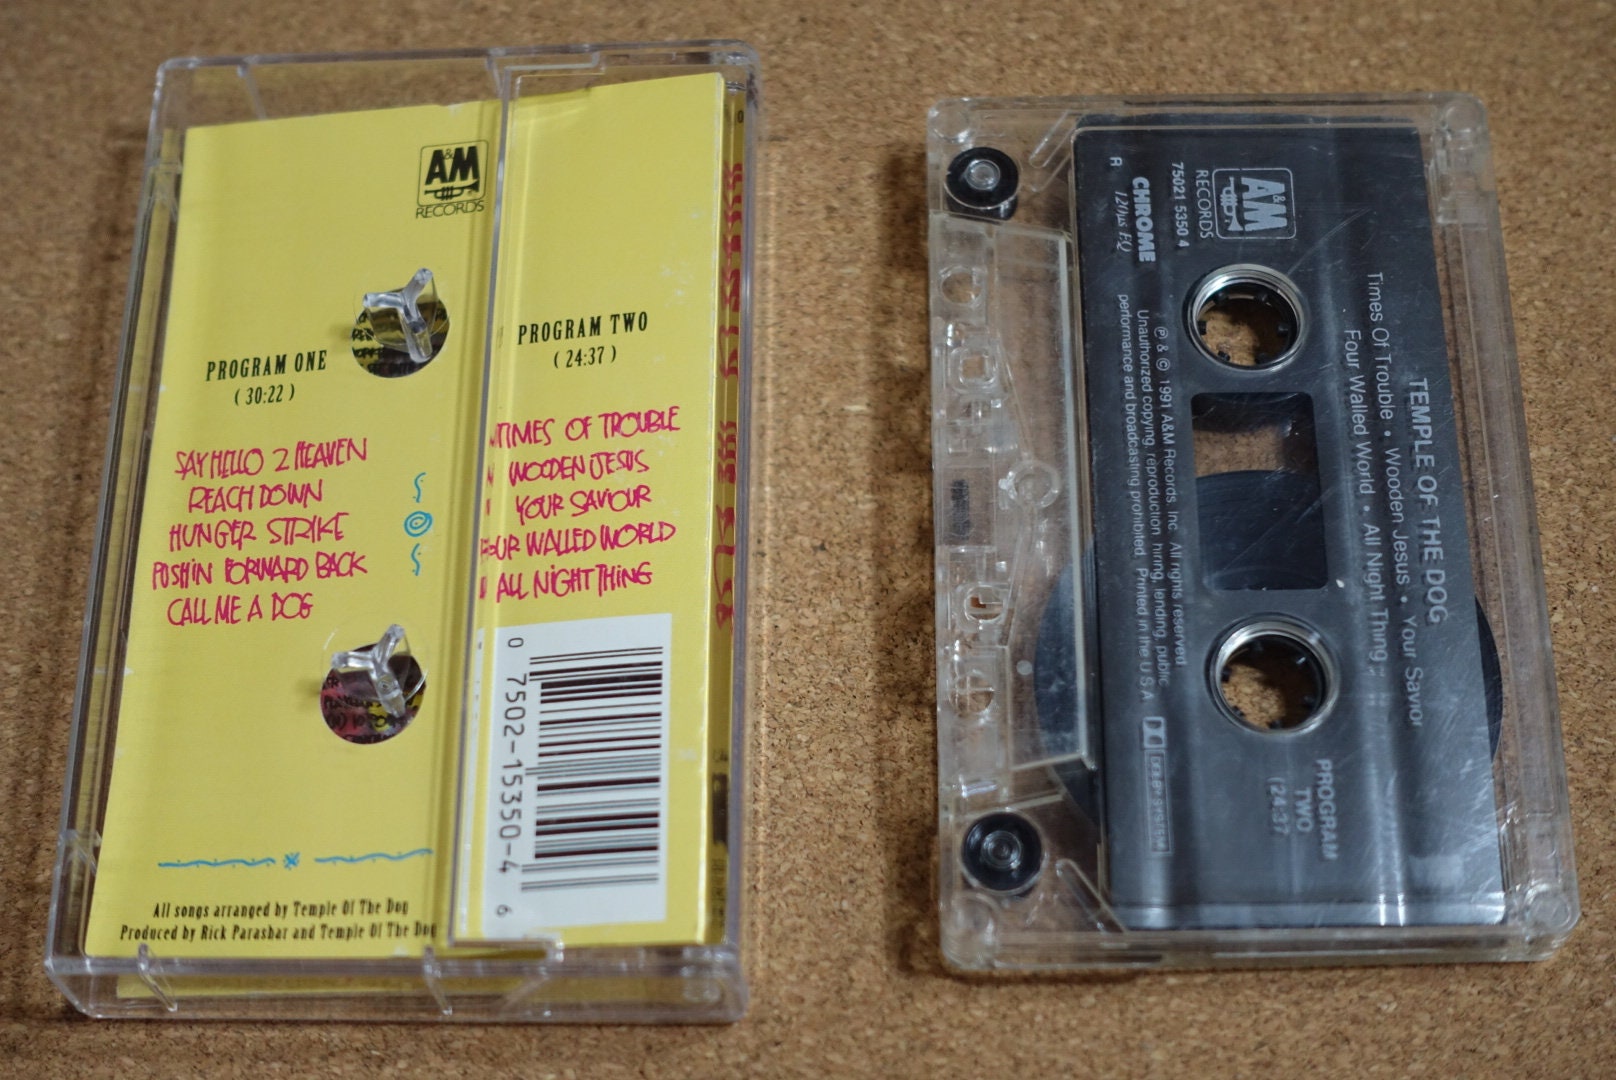 A&M
RECORDS
PROGRAM ONE
( 30:22 )
SAY HELLO 2 HEAVEN
REACH DOWN
HUNGER STRIKE
PUSHIN FORWARD BACK
CALL ME A DOG
All songs arranged by Temple Of The Dog
Produced by Rick Parashar and Temple Of The Dog
PROGRAM TWO
( 24:37 )
TIMES OF TROUBLE
WOODEN JESUS
YOUR SAVIOUR
FOUR WALLED WORLD
ALL NIGHT THING
0 7502-15350-4 6
TEMPLE OF THE DOG
Times Of Trouble • Wooden Jesus • Your Savior
Four Walled World • All Night Thing
A&M
RECORDS
75021 5350 4
CHROME
120µs EQ
R
℗ & © 1991 A&M Records, Inc. All rights reserved.
Unauthorized copying, reproduction, hiring, lending, public
performance and broadcasting prohibited. Printed in the U S A
DOLBY SYSTEM
PROGRAM
TWO
(24:37